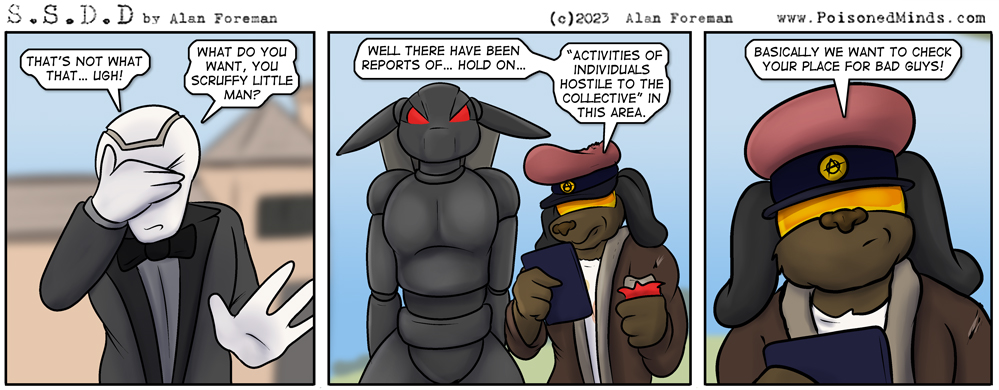 S.S.D.D by Alan Foreman
(c)2023 Alan Foreman
www.PoisonedMinds.com
THAT'S NOT WHAT
THAT... UGH!
WHAT DO YOU
WANT, YOU
SCRUFFY LITTLE
MAN?
WELL THERE HAVE BEEN
REPORTS OF... HOLD ON...
"ACTIVITIES OF
INDIVIDUALS
HOSTILE TO THE
COLLECTIVE" IN
THIS AREA.
BASICALLY WE WANT TO CHECK
YOUR PLACE FOR BAD GUYS!